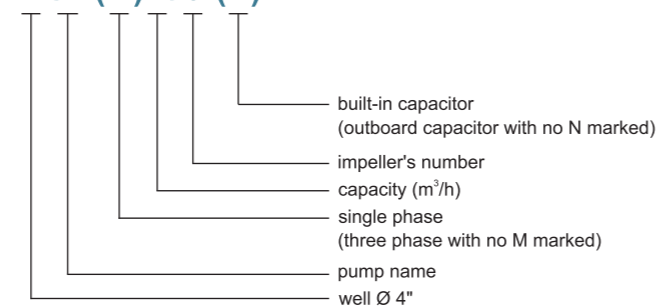 built-in capacitor
(outboard capacitor with no N marked)
impeller's number
capacity (m³/h)
single phase
(three phase with no M marked)
pump name
well Ø 4"